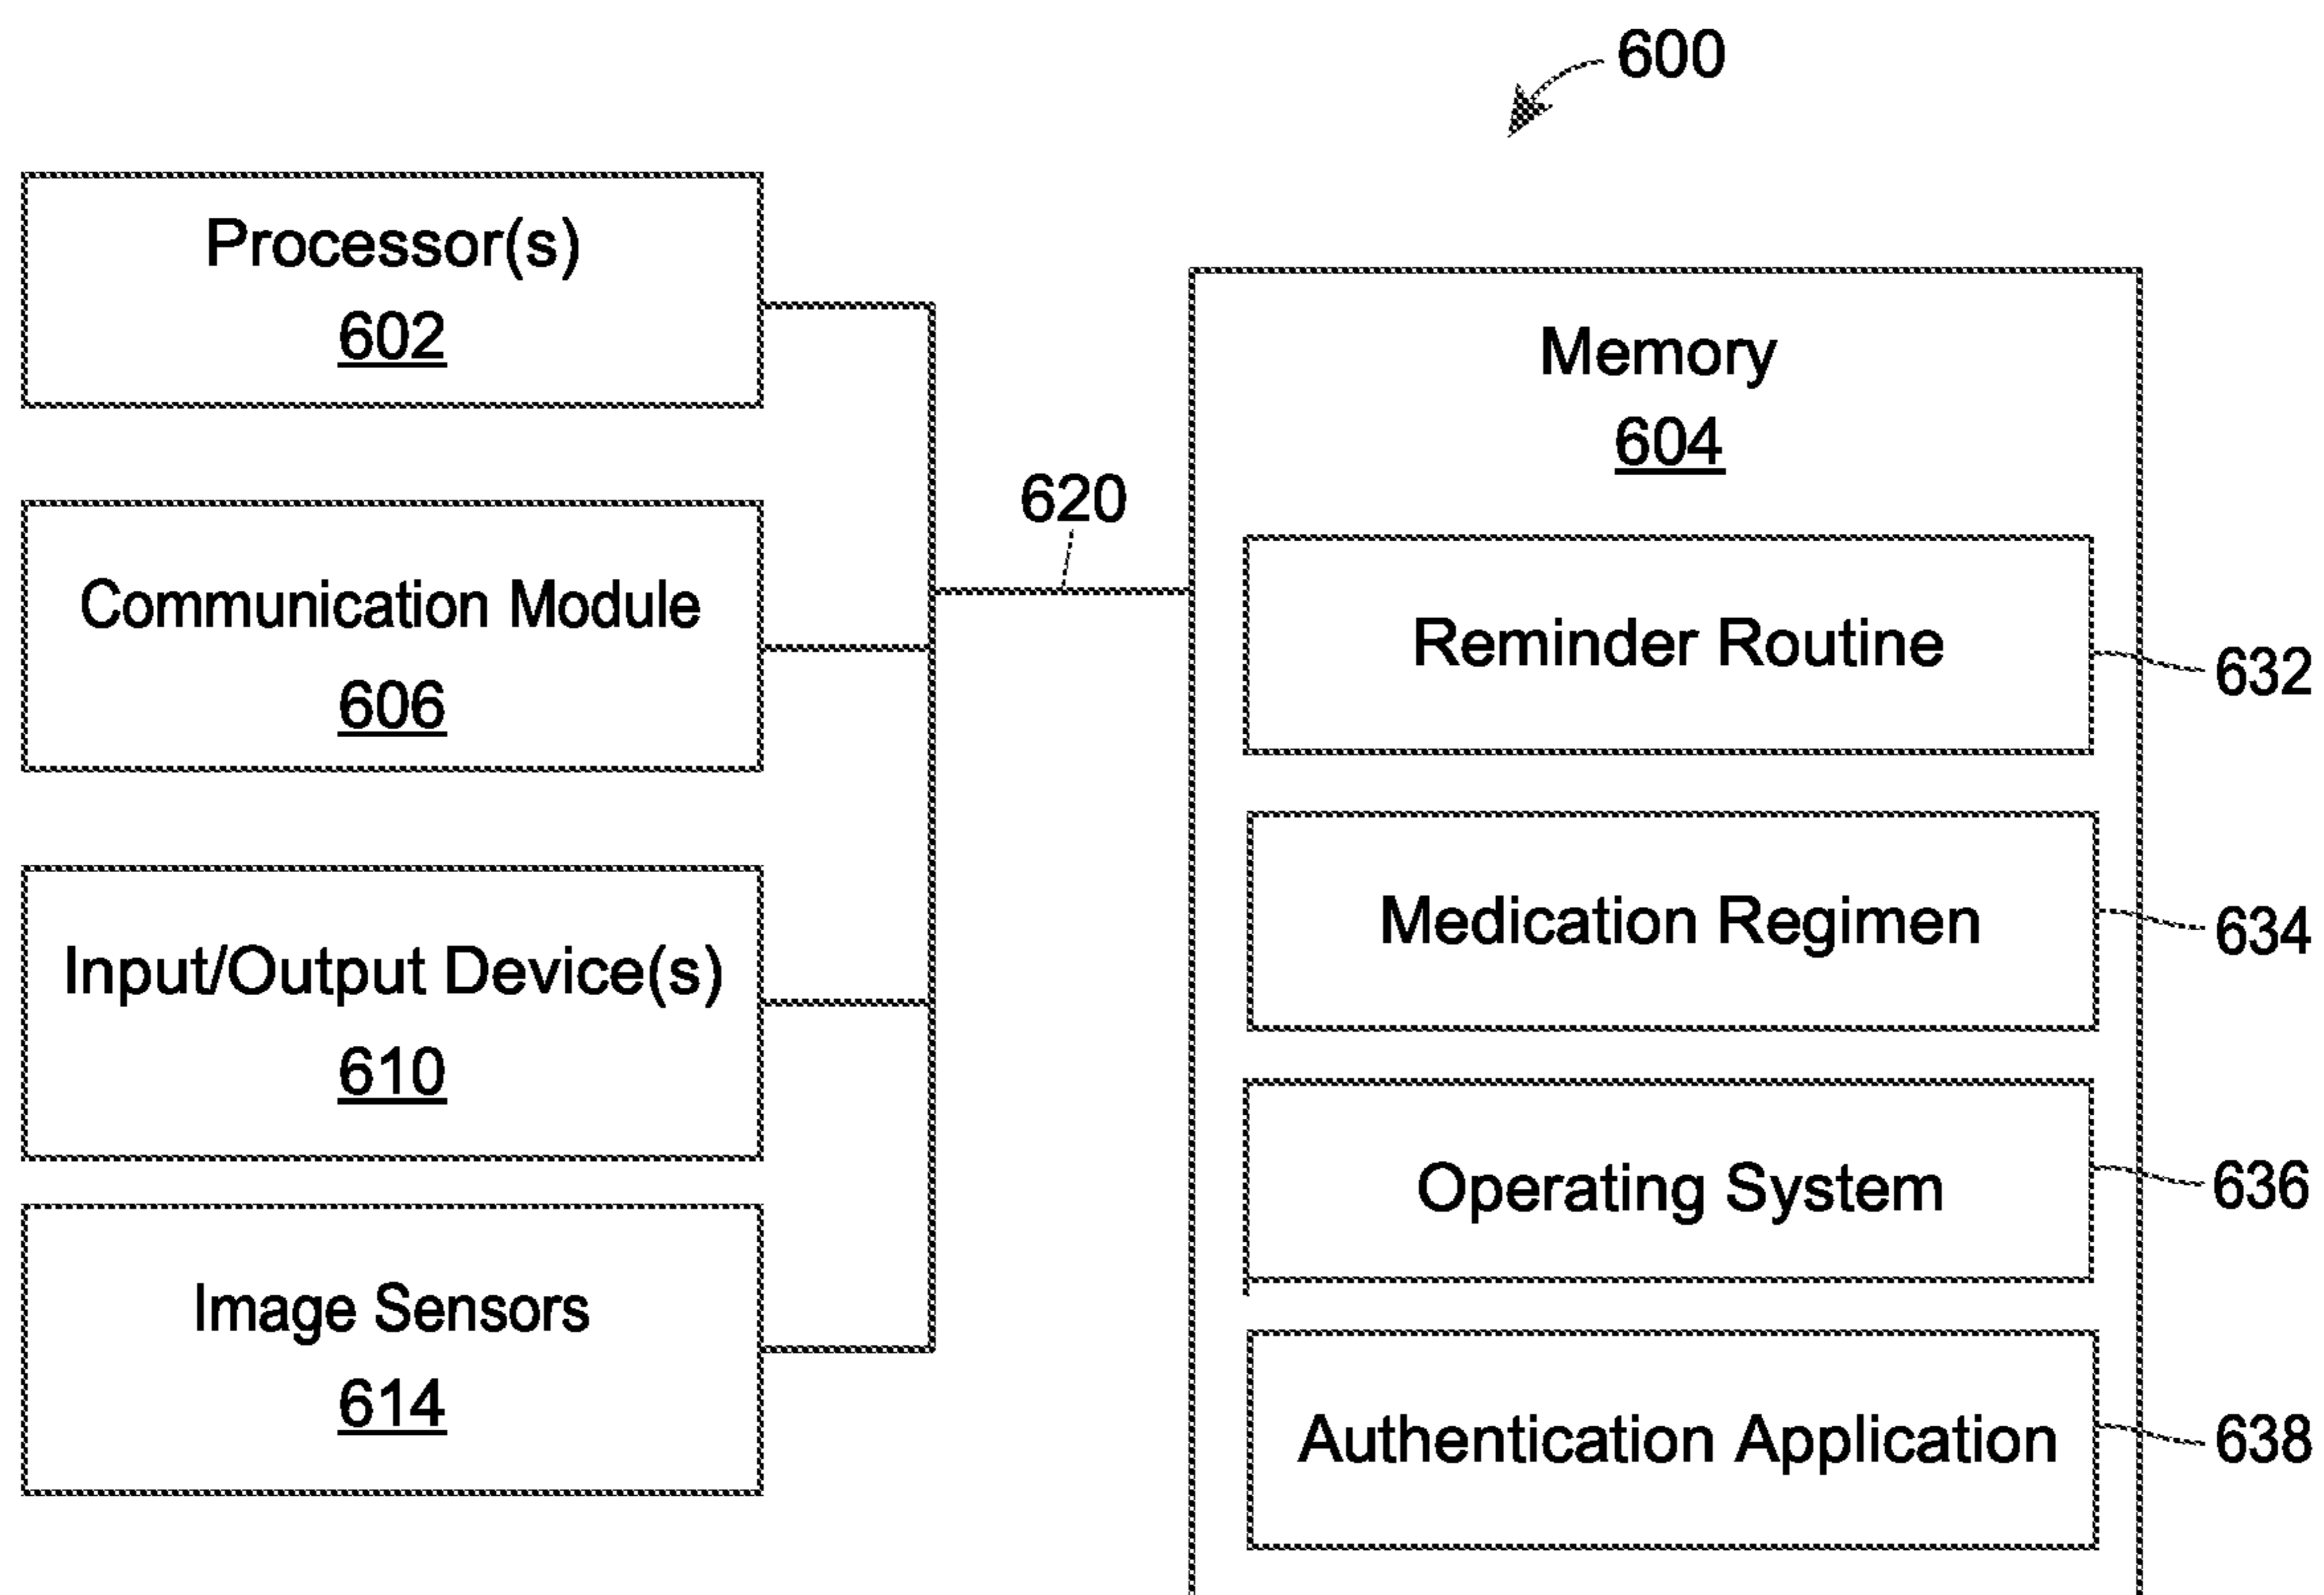 600
Processor(s)
602
Communication Module
606
Input/Output Device(s)
610
Image Sensors
614
620
Memory
604
Reminder Routine
632
Medication Regimen
634
Operating System
636
Authentication Application
638